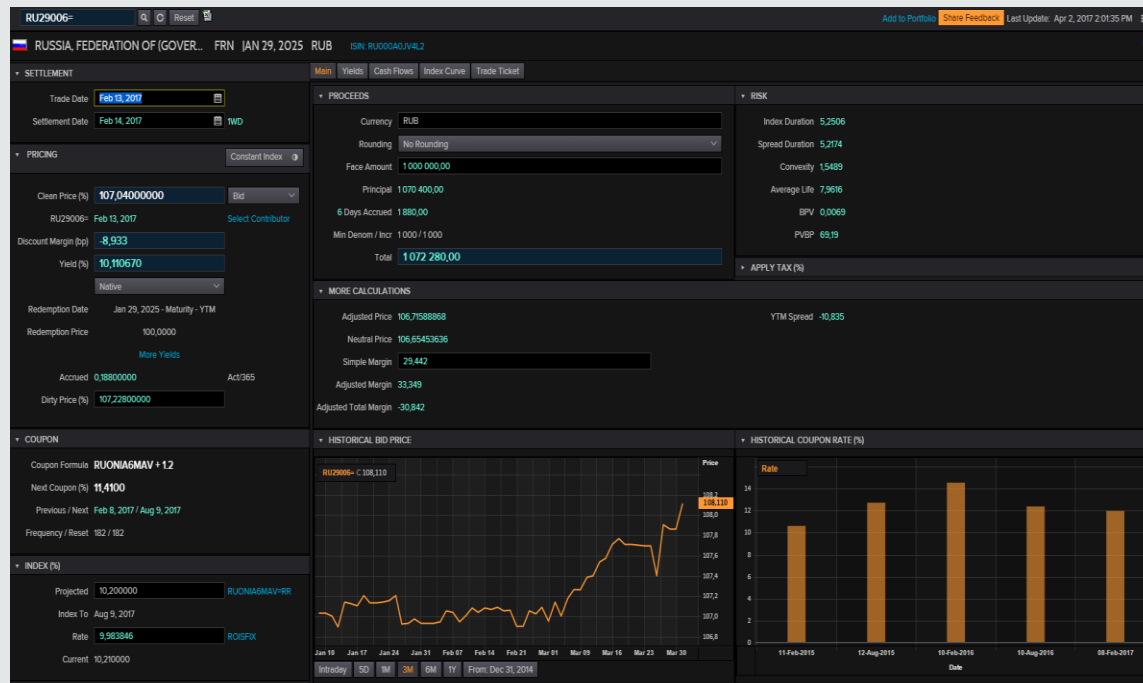 RU29006=
Reset
Add to Portfolio Share Feedback Last Update: Apr 2, 2017 2:01:35 PM
RUSSIA, FEDERATION OF (GOVER... FRN JAN 29, 2025 RUB ISIN: RU000A0JV4L2
SETTLEMENT
Trade Date Feb 13, 2017
Settlement Date Feb 14, 2017 1WD
PRICING Constant Index
Clean Price (%) 107,04000000 Bid
RU29006= Feb 13, 2017 Select Contributor
Discount Margin (bp) -8,933
Yield (%) 10,110670
Native
Redemption Date Jan 29, 2025 - Maturity - YTM
Redemption Price 100,0000
More Yields
Accrued 0,18800000 Act/365
Dirty Price (%) 107,22800000
COUPON
Coupon Formula RUONIA6MAV + 1.2
Next Coupon (%) 11,4100
Previous / Next Feb 8, 2017 / Aug 9, 2017
Frequency / Reset 182 / 182
INDEX (%)
Projected 10,200000 RUONIA6MAV=RR
Index To Aug 9, 2017
Rate 9,983846 ROISFIX
Current 10,210000
Main Yields Cash Flows Index Curve Trade Ticket
PROCEEDS
Currency RUB
Rounding No Rounding
Face Amount 1 000 000,00
Principal 1 070 400,00
6 Days Accrued 1 880,00
Min Denom / Incr 1 000 / 1 000
Total 1 072 280,00
RISK
Index Duration 5,2506
Spread Duration 5,2174
Convexity 1,5489
Average Life 7,9616
BPV 0,0069
PVBP 69,19
APPLY TAX (%)
MORE CALCULATIONS
Adjusted Price 106,71588868
Neutral Price 106,65453636
Simple Margin 29,442
Adjusted Margin 33,349
Adjusted Total Margin -30,842
YTM Spread -10,835
HISTORICAL BID PRICE
RU29006= C 108,110
Price
108,2
108,110
108,0
107,8
107,6
107,4
107,2
107,0
106,8
Jan 10 Jan 17 Jan 24 Jan 31 Feb 07 Feb 14 Feb 21 Mar 01 Mar 09 Mar 16 Mar 23 Mar 30
Intraday 5D 1M 3M 6M 1Y From: Dec 31, 2014
HISTORICAL COUPON RATE (%)
Rate
14
12
10
8
6
4
2
0
11-Feb-2015 12-Aug-2015 10-Feb-2016 10-Aug-2016 08-Feb-2017
Date